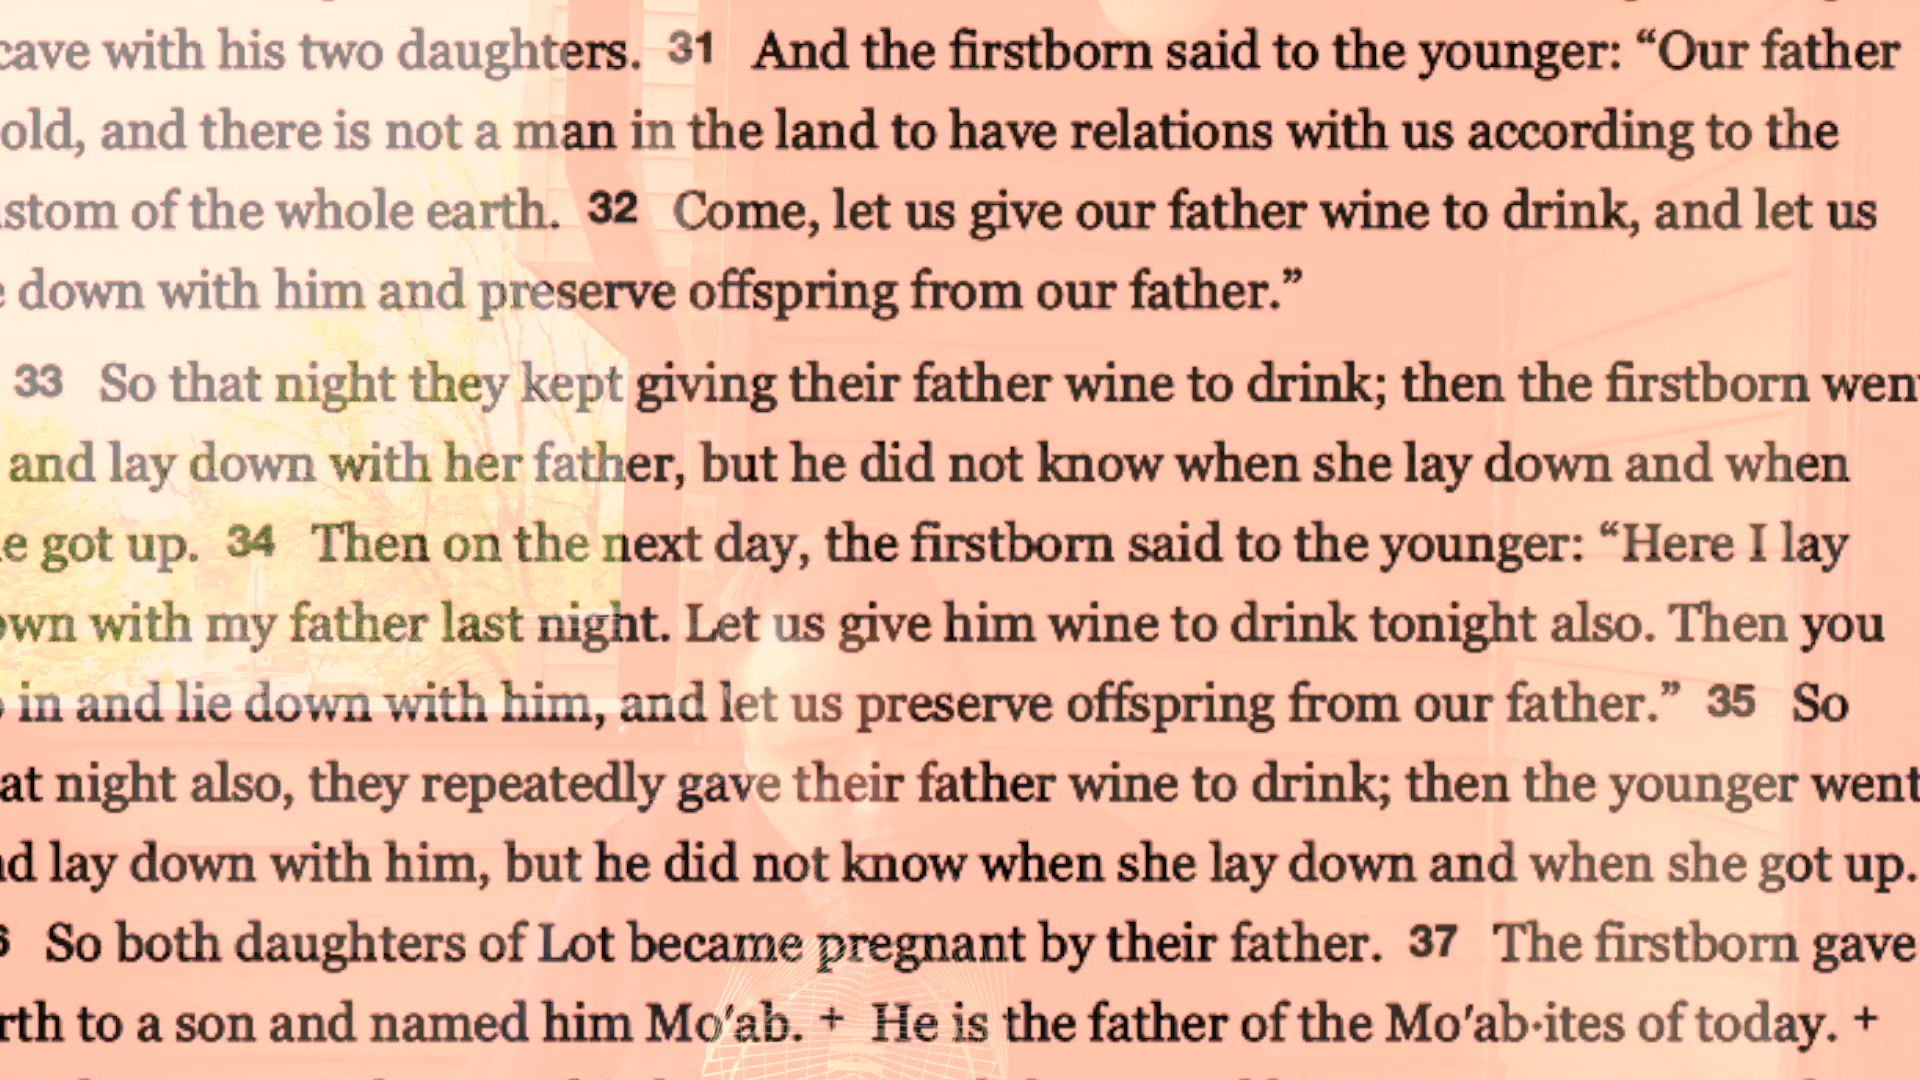 cave with his two daughters. 31 And the firstborn said to the younger: “Our father
old, and there is not a man in the land to have relations with us according to the
stom of the whole earth. 32 Come, let us give our father wine to drink, and let us
down with him and preserve offspring from our father.”
33 So that night they kept giving their father wine to drink; then the firstborn went
and lay down with her father, but he did not know when she lay down and when
e got up. 34 Then on the next day, the firstborn said to the younger: “Here I lay
own with my father last night. Let us give him wine to drink tonight also. Then you
in and lie down with him, and let us preserve offspring from our father.” 35 So
at night also, they repeatedly gave their father wine to drink; then the younger went
d lay down with him, but he did not know when she lay down and when she got up.
6 So both daughters of Lot became pregnant by their father. 37 The firstborn gave
rth to a son and named him Moʹab. + He is the father of the Moʹab·ites of today. +